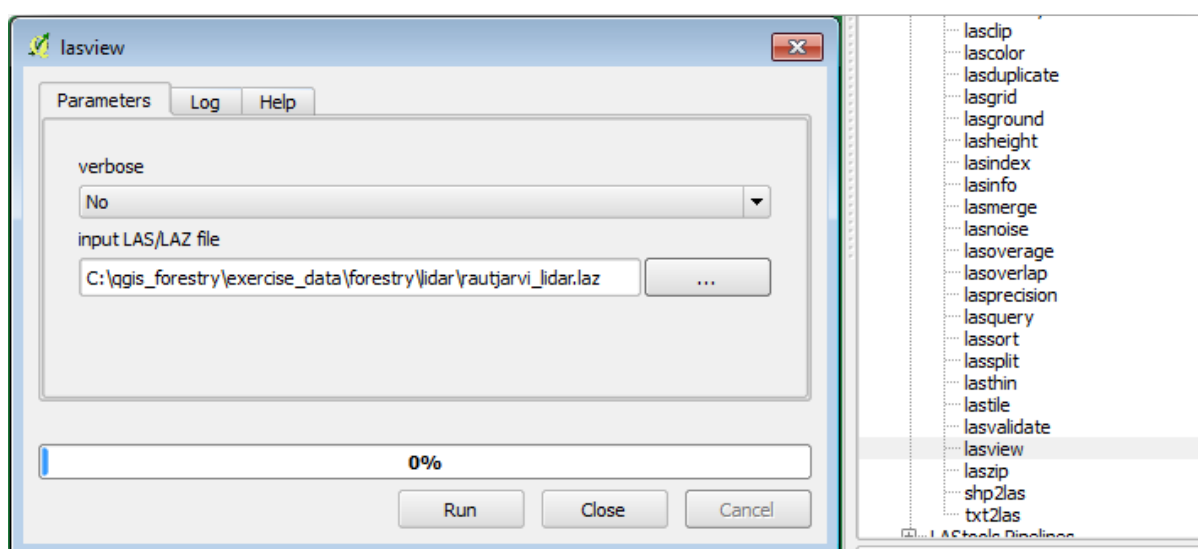 lasview
Parameters
Log
Help
verbose
No
input LAS/LAZ file
C:\qgis_forestry\exercise_data\forestry\lidar\rautjarvi_lidar.laz
...
0%
Run
Close
Cancel
lasclip
lascolor
lasduplicate
lasgrid
lasground
lasheight
lasindex
lasinfo
lasmerge
lasnoise
lasoverage
lasoverlap
lasprecision
lasquery
lassort
lassplit
lasthin
lastile
lasvalidate
lasview
laszip
shp2las
txt2las
LAStools Pipelines